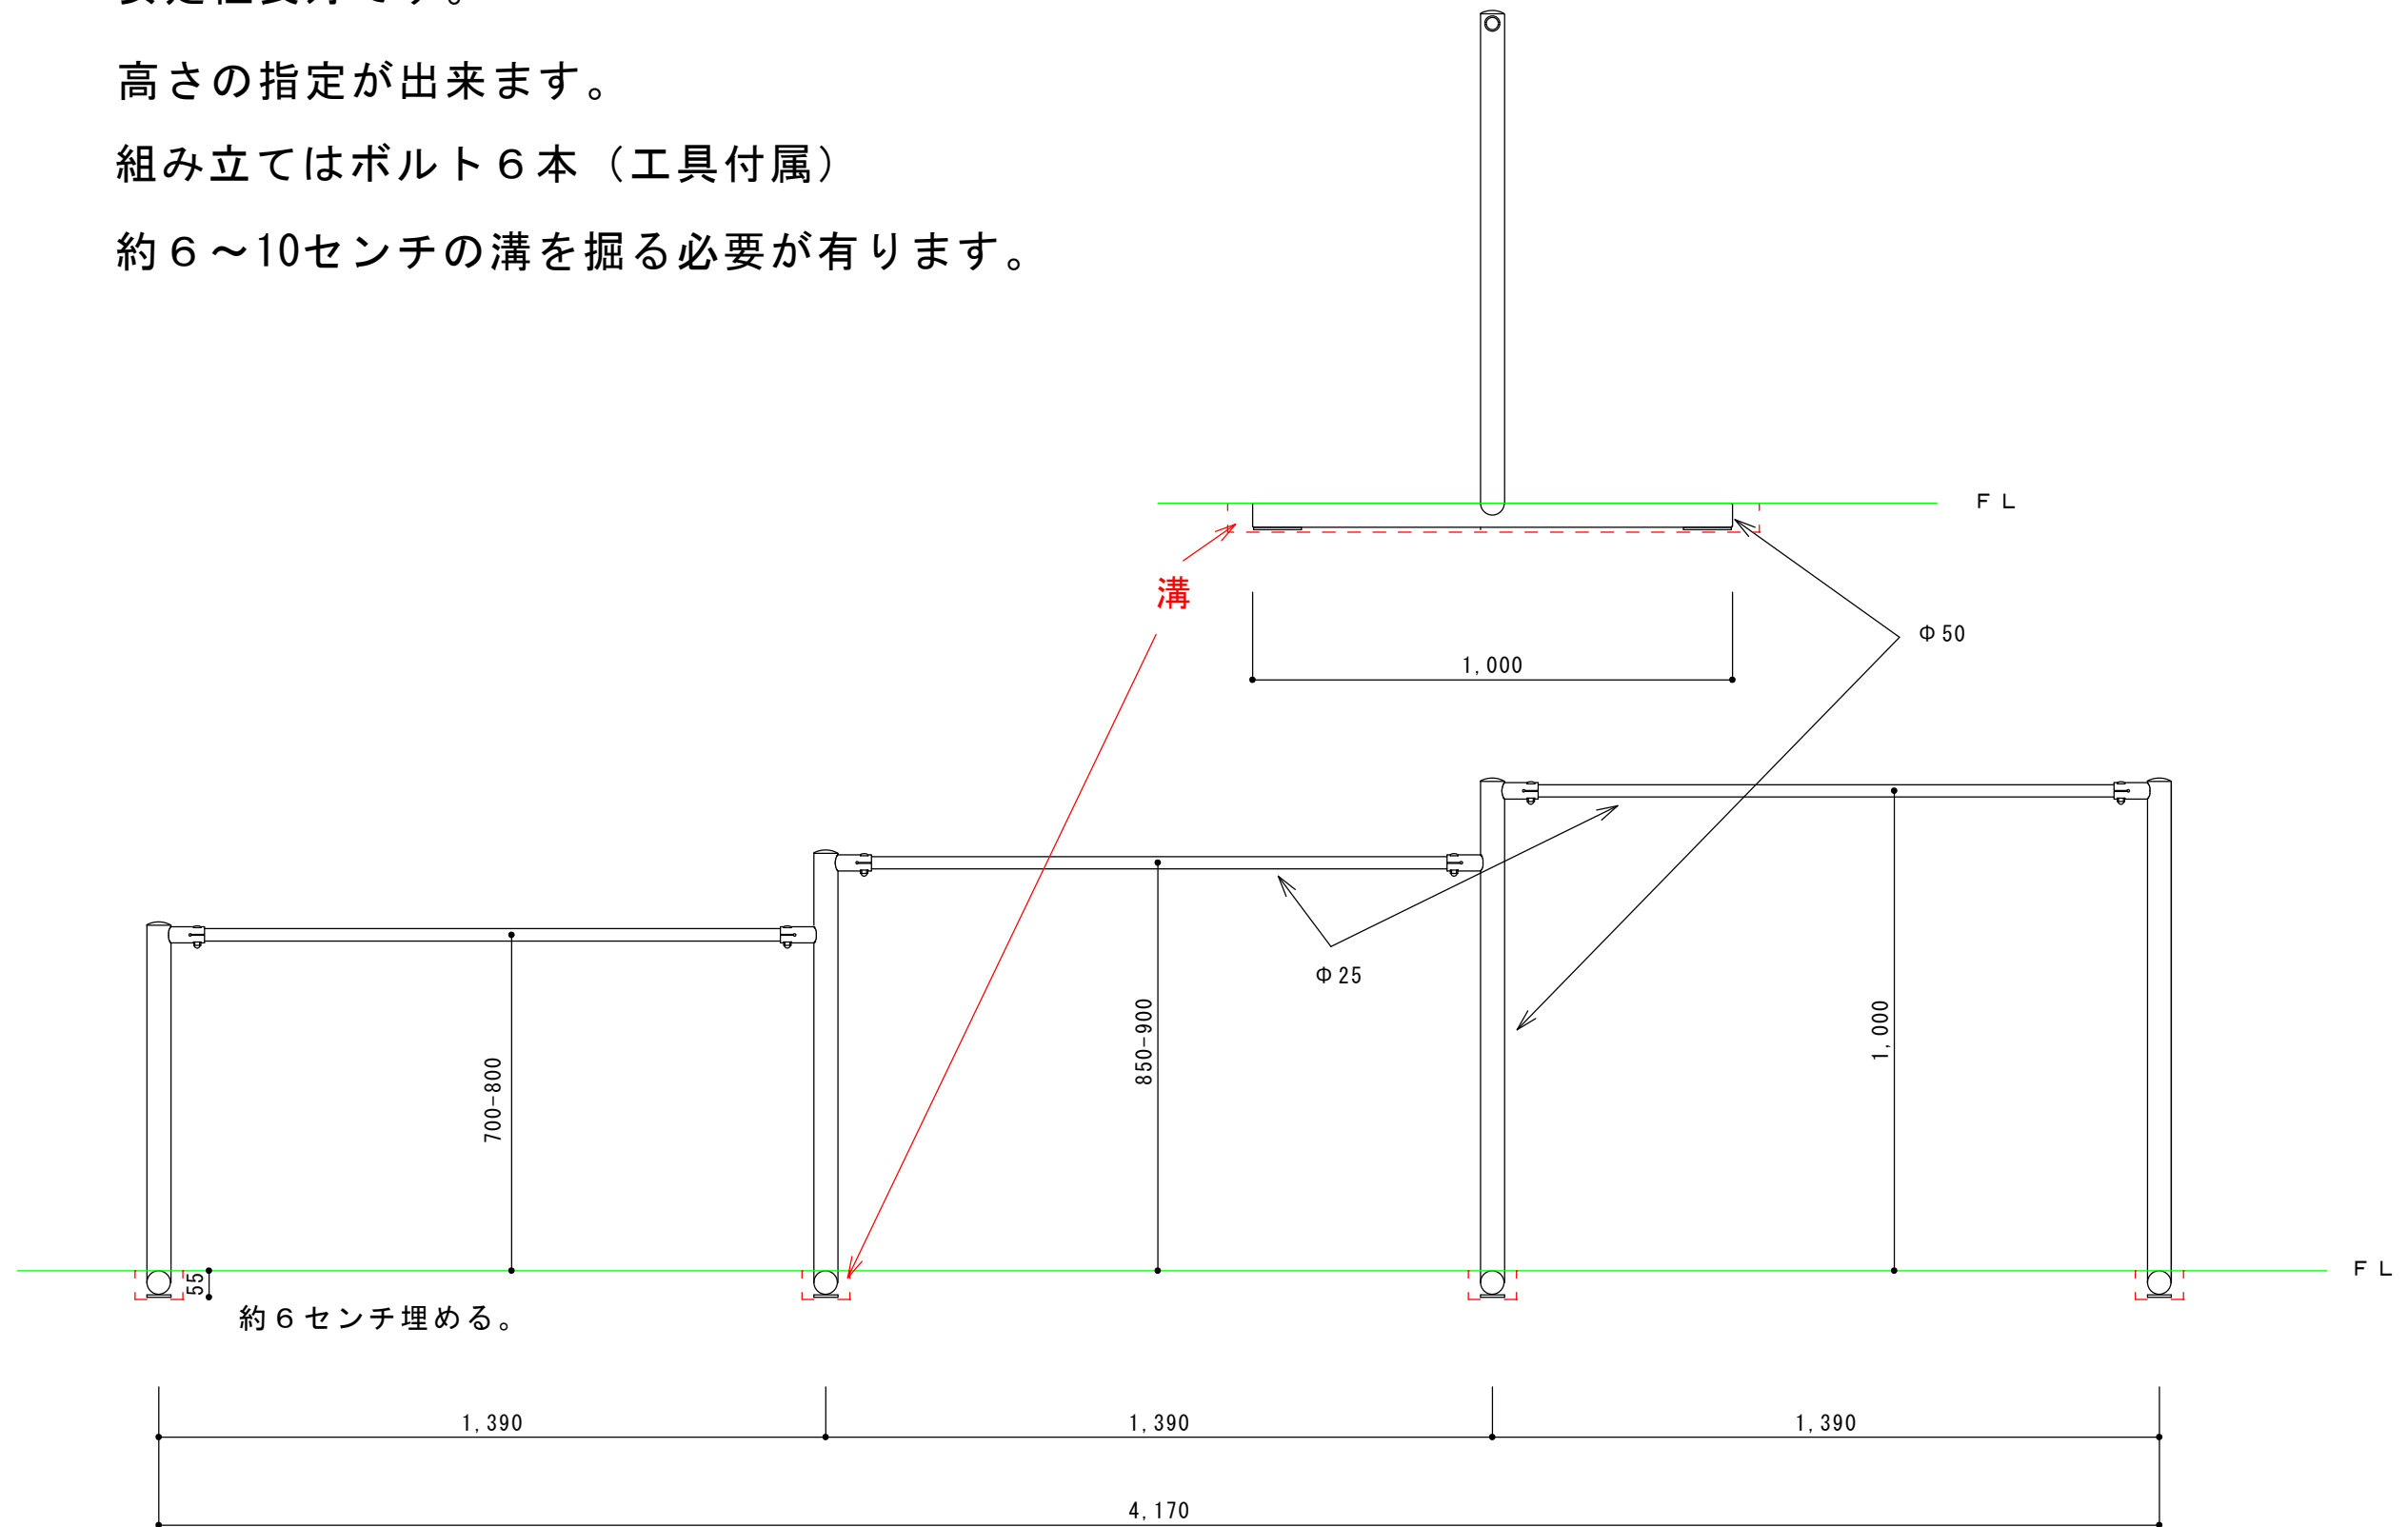 高さの指定が出来ます。
組み立てはボルト６本（工具付属）
約６～10センチの溝を掘る必要が有ります。
ＦＬ
溝
Φ50
1,000
Φ25
700-800
850-900
1,000
55
ＦＬ
約６センチ埋める。
1,390
1,390
1,390
4,170